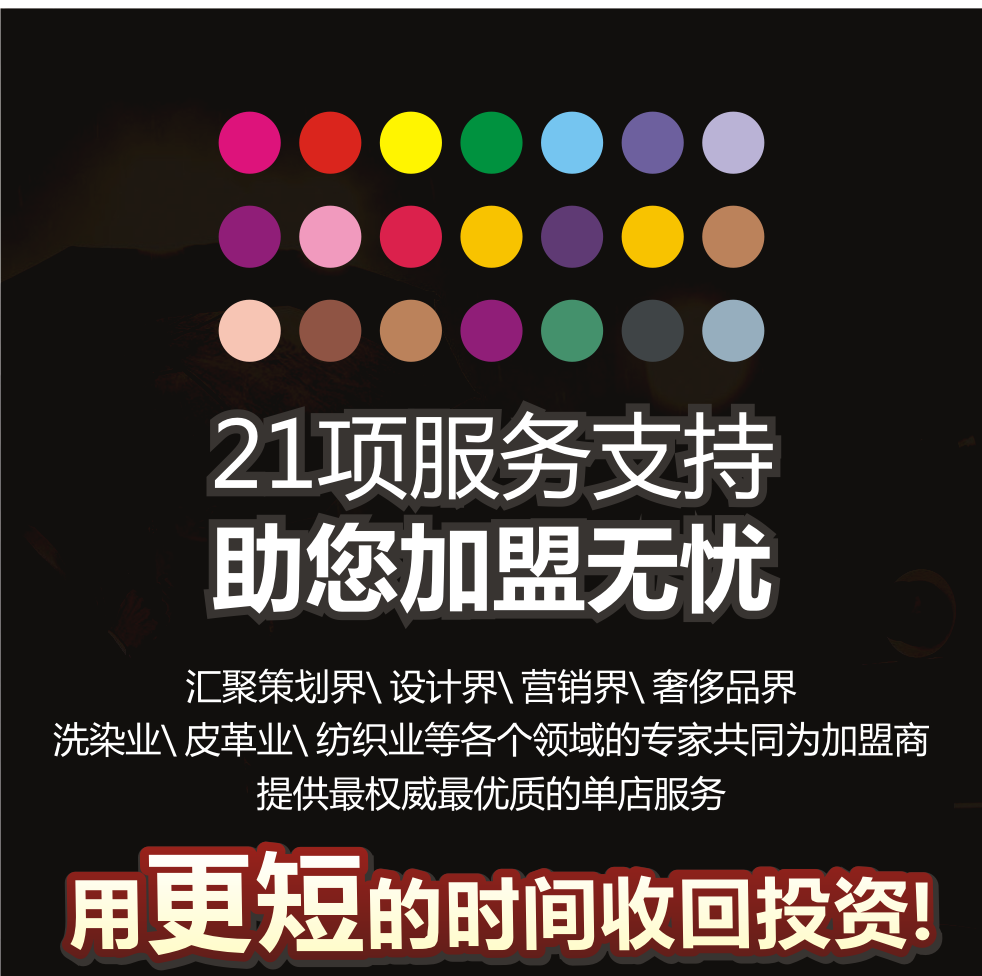 21项服务支持
助您加盟无忧
汇聚策划界\ 设计界\ 营销界\ 奢侈品界
洗染业\ 皮革业\ 纺织业等各个领域的专家共同为加盟商
提供最权威最优质的单店服务
用更短的时间收回投资!